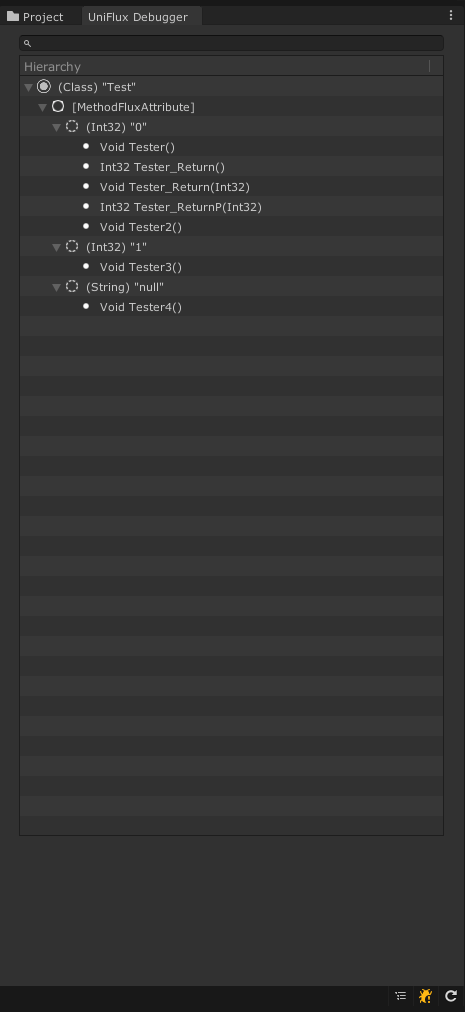 Project
UniFlux Debugger
Hierarchy
(Class) "Test"
[MethodFluxAttribute]
(Int32) "0"
Void Tester()
Int32 Tester_Return()
Void Tester_Return(Int32)
Int32 Tester_ReturnP(Int32)
Void Tester2()
(Int32) "1"
Void Tester3()
(String) "null"
Void Tester4()